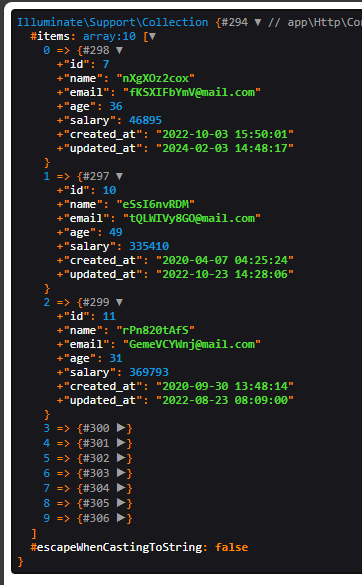 Illuminate\Support\Collection {#294 ▼ // app\Http\Co
#items: array:10 [▼
0 => {#298 ▼
+"id": 7
+"name": "nXgXOz2cox"
+"email": "fKSXIFbYmV@mail.com"
+"age": 36
+"salary": 46895
+"created_at": "2022-10-03 15:50:01"
+"updated_at": "2024-02-03 14:48:17"
}
1 => {#297 ▼
+"id": 10
+"name": "eSsI6nvRDM"
+"email": "tQLWIVy8GO@mail.com"
+"age": 49
+"salary": 335410
+"created_at": "2020-04-07 04:25:24"
+"updated_at": "2022-10-23 14:28:06"
}
2 => {#299 ▼
+"id": 11
+"name": "rPn820tAfS"
+"email": "GemeVCYWnj@mail.com"
+"age": 31
+"salary": 369793
+"created_at": "2020-09-30 13:48:14"
+"updated_at": "2022-08-23 08:09:00"
}
3 => {#300 ▶}
4 => {#301 ▶}
5 => {#302 ▶}
6 => {#303 ▶}
7 => {#304 ▶}
8 => {#305 ▶}
9 => {#306 ▶}
]
#escapeWhenCastingToString: false
}